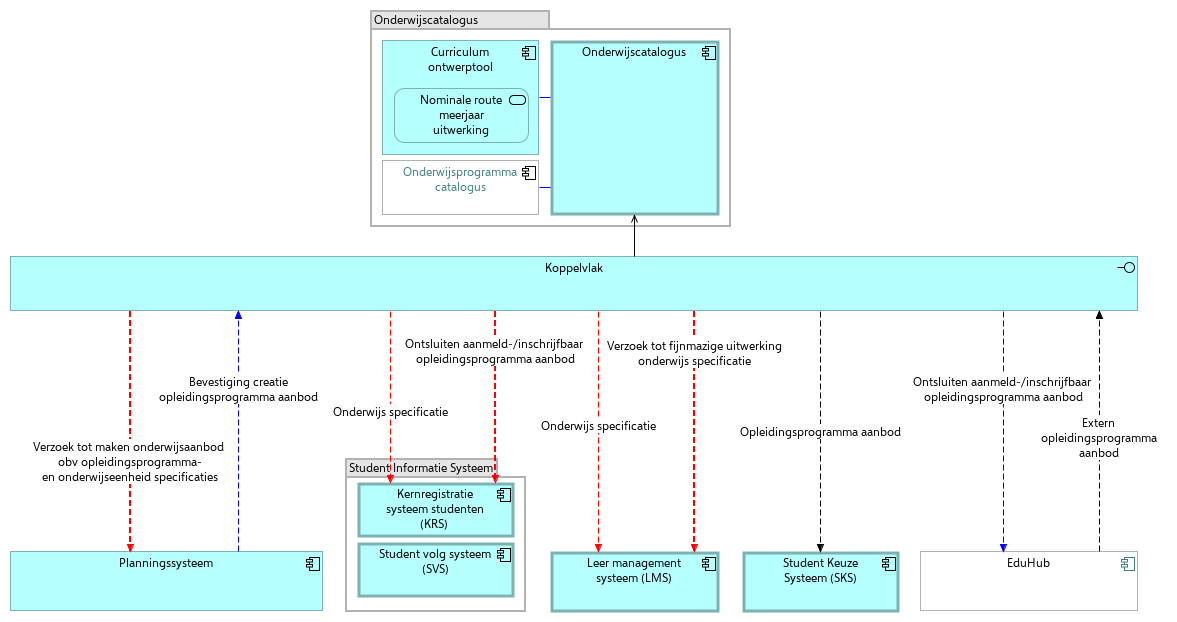 Onderwijscatalogus
Curriculum
ontwerptool
Nominale route
meerjaar
uitwerking
Onderwijsprogramma
catalogus
Onderwijscatalogus
Koppelvlak
Ontsluiten aanmeld-/inschrijfbaar
opleidingsprogramma aanbod
Verzoek tot fijnmazige uitwerking
onderwijs specificatie
Bevestiging creatie
opleidingsprogramma aanbod
Ontsluiten aanmeld-/inschrijfbaar
opleidingsprogramma aanbod
Onderwijs specificatie
Onderwijs specificatie
Opleidingsprogramma aanbod
Extern
opleidingsprogramma
aanbod
Verzoek tot maken onderwijsaanbod
obv opleidingsprogramma-
en onderwijseenheid specificaties
Student Informatie Systeem
Kernregistratie
systeem studenten
(KRS)
Student volg systeem
(SVS)
Planningssysteem
Leer management
systeem (LMS)
Student Keuze
Systeem (SKS)
EduHub